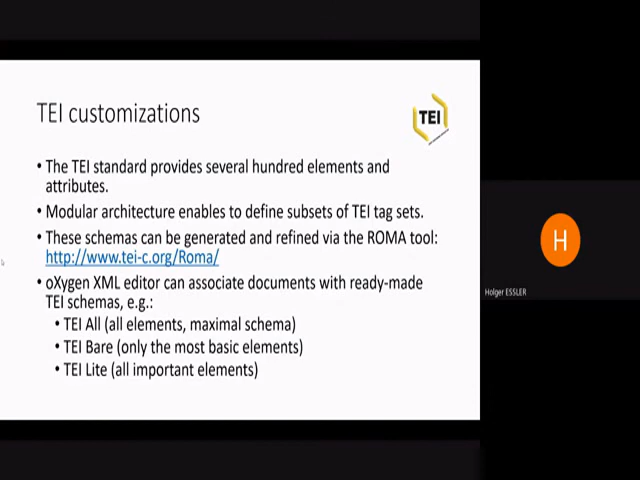 TEI customizations
TEI
• The TEI standard provides several hundred elements and
attributes.
• Modular architecture enables to define subsets of TEI tag sets.
• These schemas can be generated and refined via the ROMA tool:
http://www.tei-c.org/Roma/
• oXygen XML editor can associate documents with ready-made
TEI schemas, e.g.:
• TEI All (all elements, maximal schema)
• TEI Bare (only the most basic elements)
• TEI Lite (all important elements)
H
Holger ESSLER